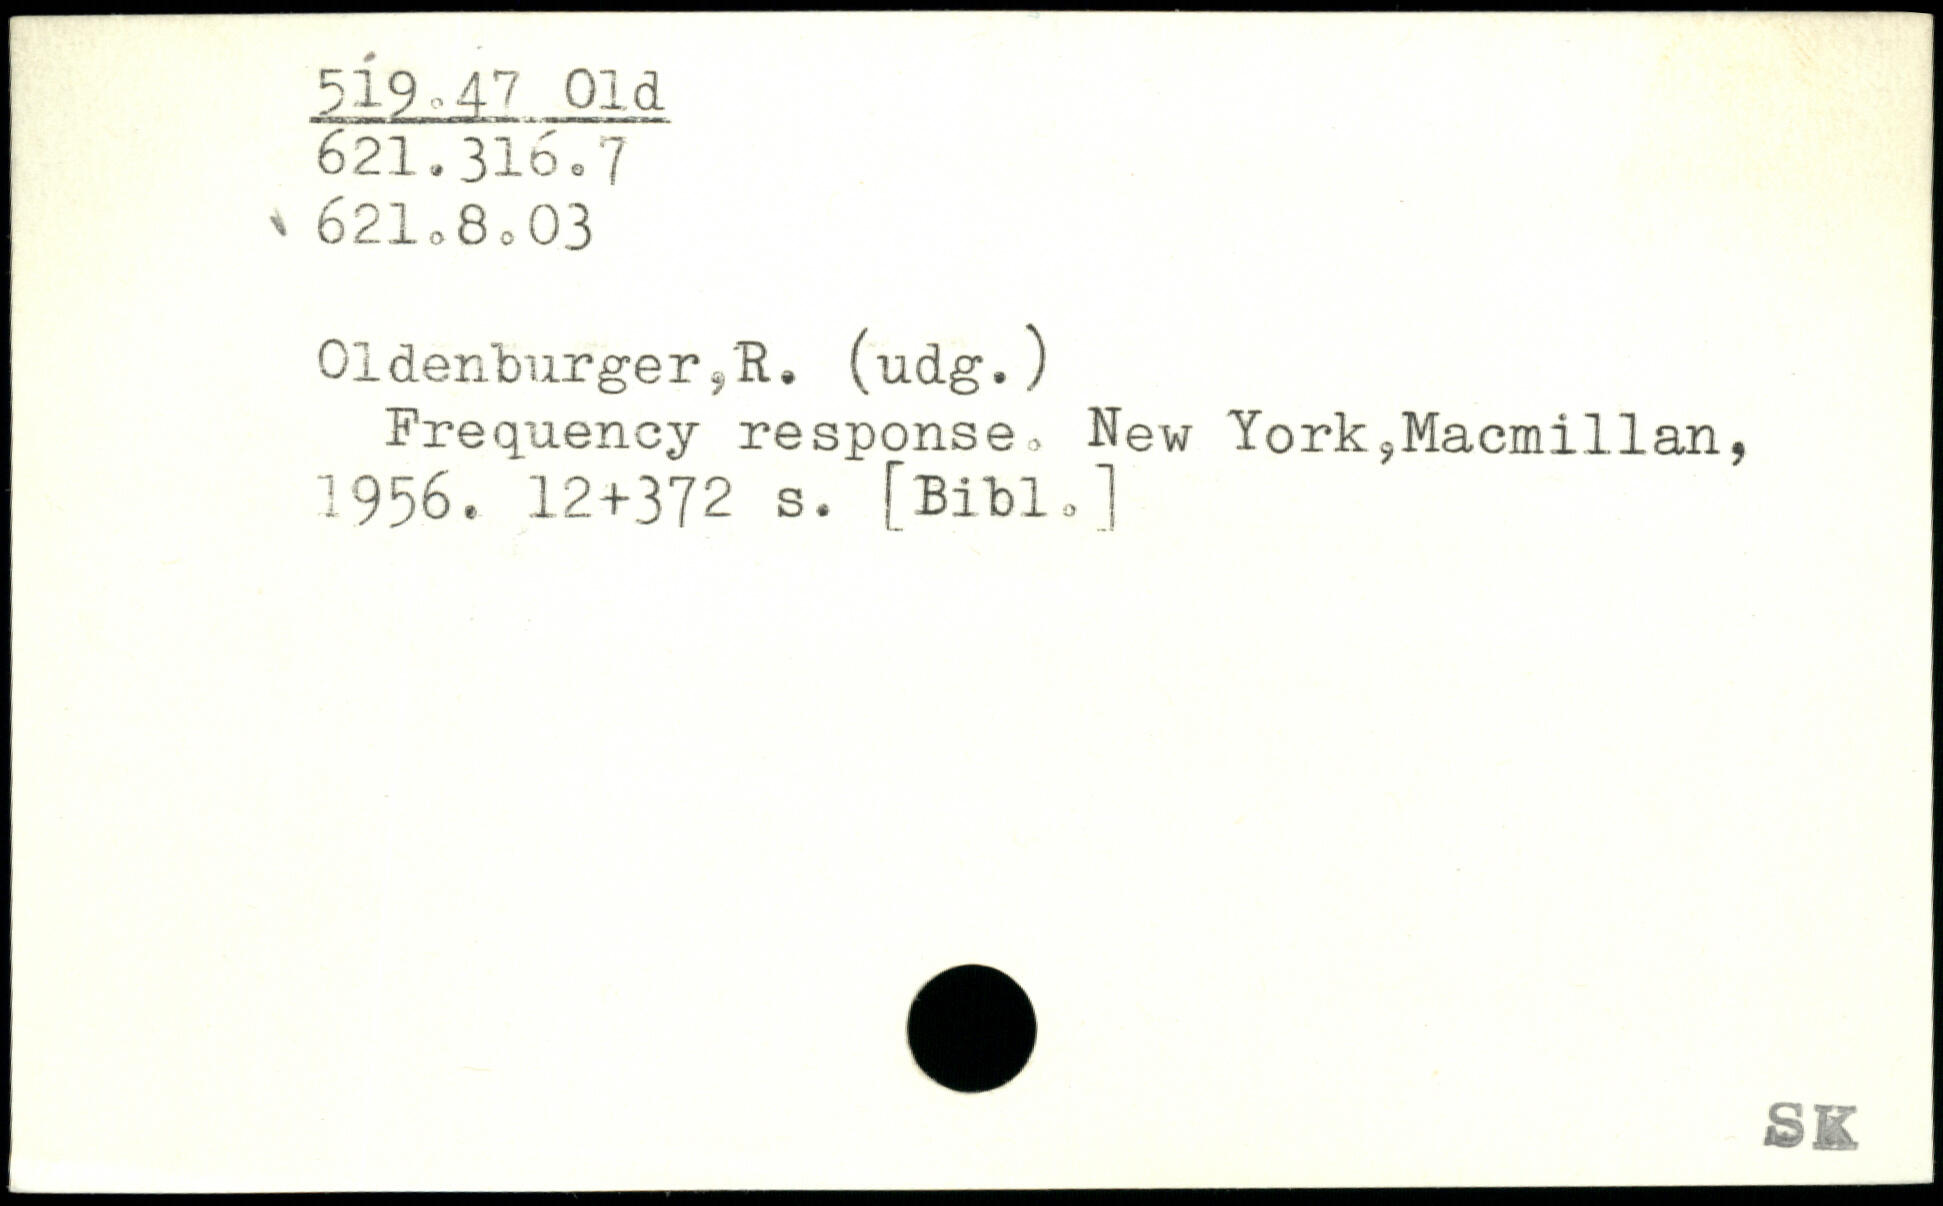 519.47 Old
621.316.7
621.8.03
Oldenburger,R. (udg.)
Frequency response. New York,Macmillan,
1956. 12+372 s. [Bibl.]
SK